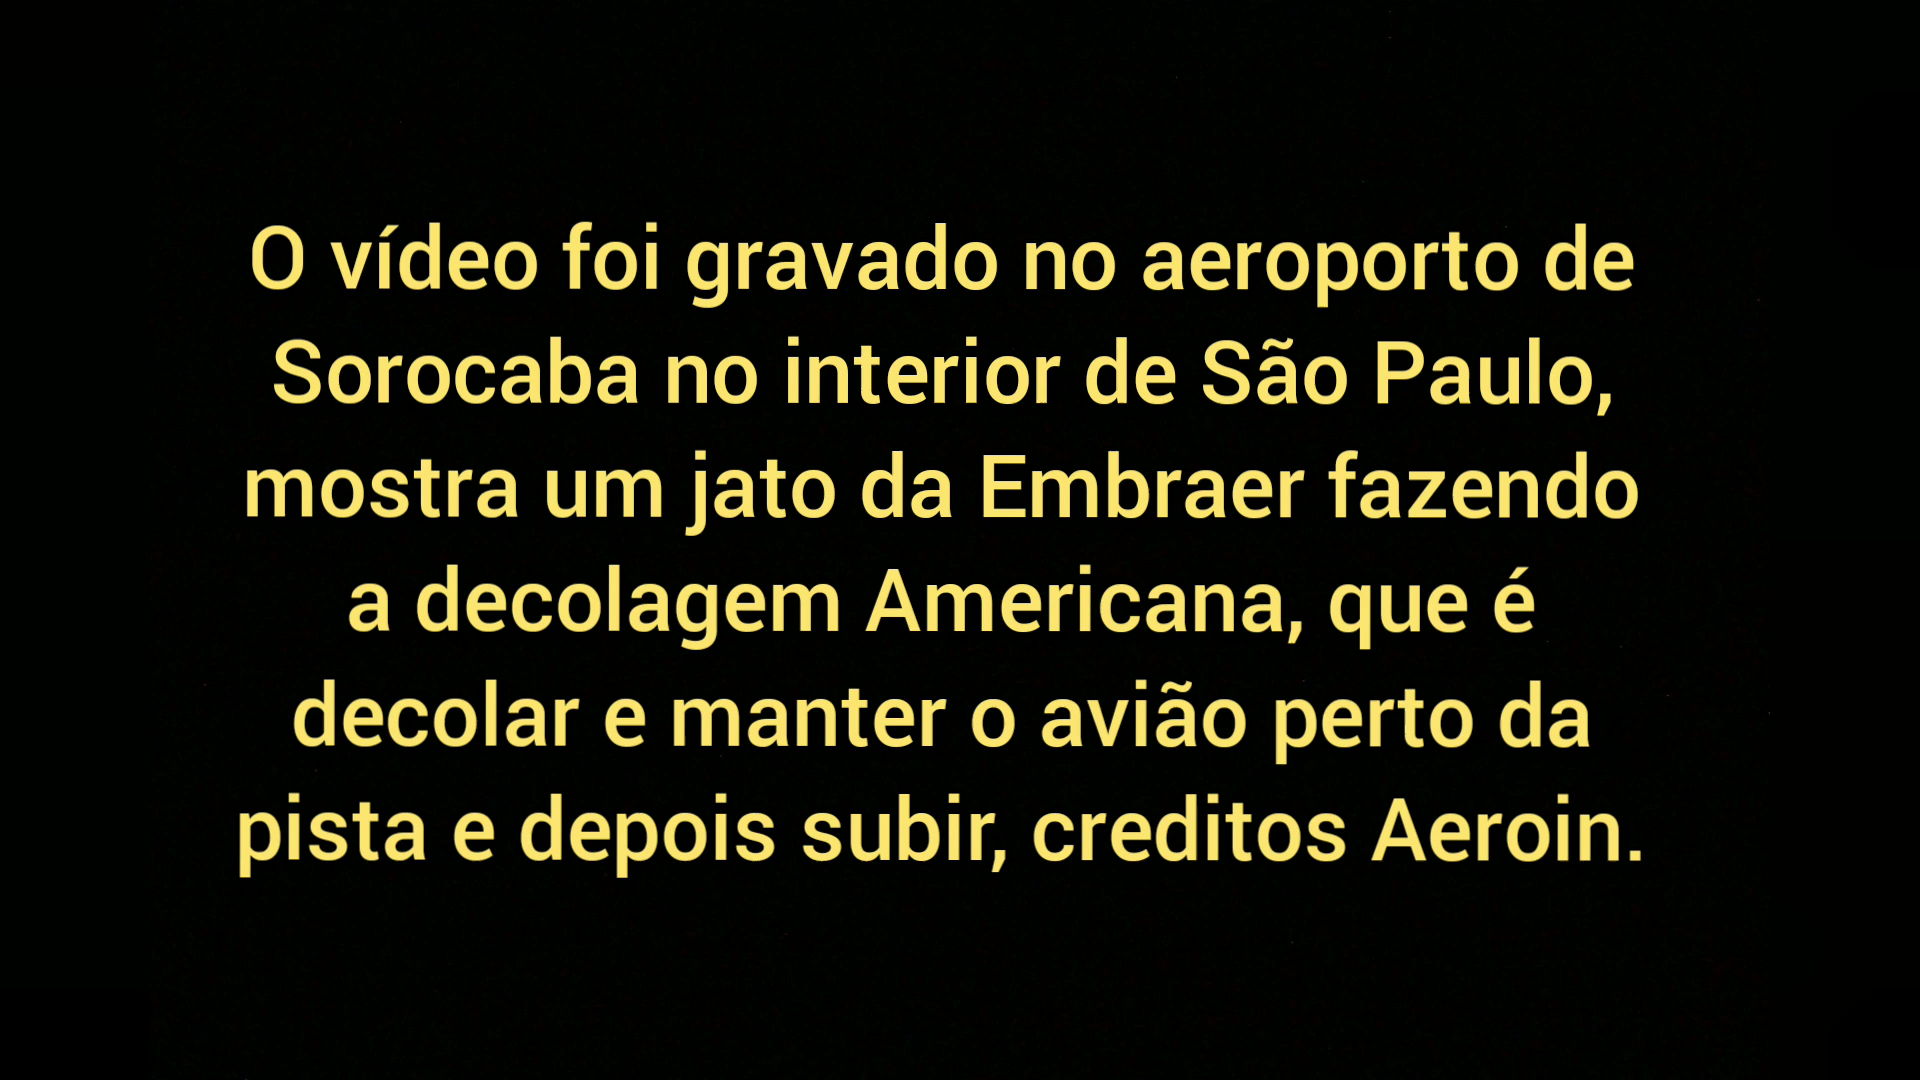 O vídeo foi gravado no aeroporto de
Sorocaba no interior de São Paulo,
mostra um jato da Embraer fazendo
a decolagem Americana, que é
decolar e manter o avião perto da
pista e depois subir, creditos Aeroin.